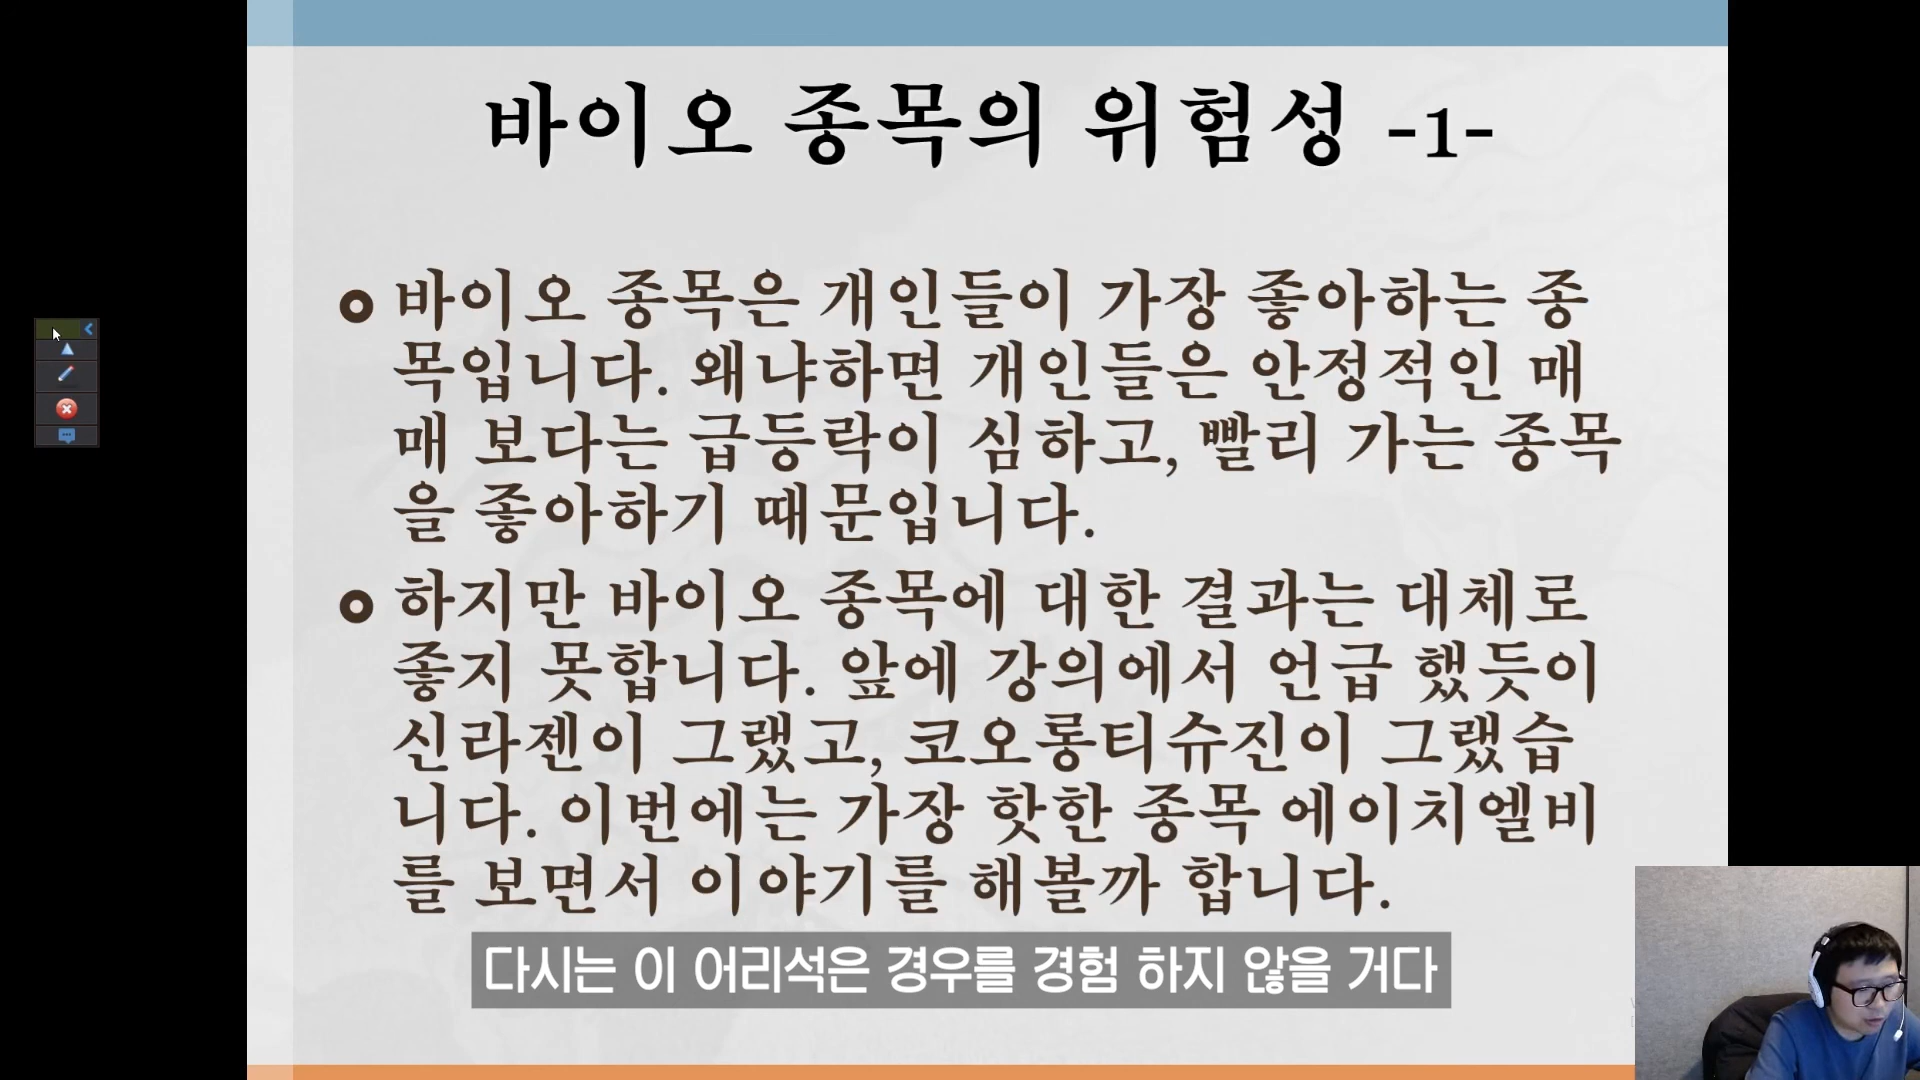 바이오 종목의 위험성 -1-
바이오 종목은 개인들이 가장 좋아하는 종
목입니다. 왜냐하면 개인들은 안정적인 매
매 보다는 급등락이 심하고, 빨리 가는 종목
을 좋아하기 때문입니다.
하지만 바이오 종목에 대한 결과는 대체로
좋지 못합니다. 앞에 강의에서 언급 했듯이
신라젠이 그랬고, 코오롱티슈진이 그랬습
니다. 이번에는 가장 핫한 종목 에이치엘비
를 보면서 이야기를 해볼까 합니다.
다시는 이 어리석은 경우를 경험 하지 않을 거다